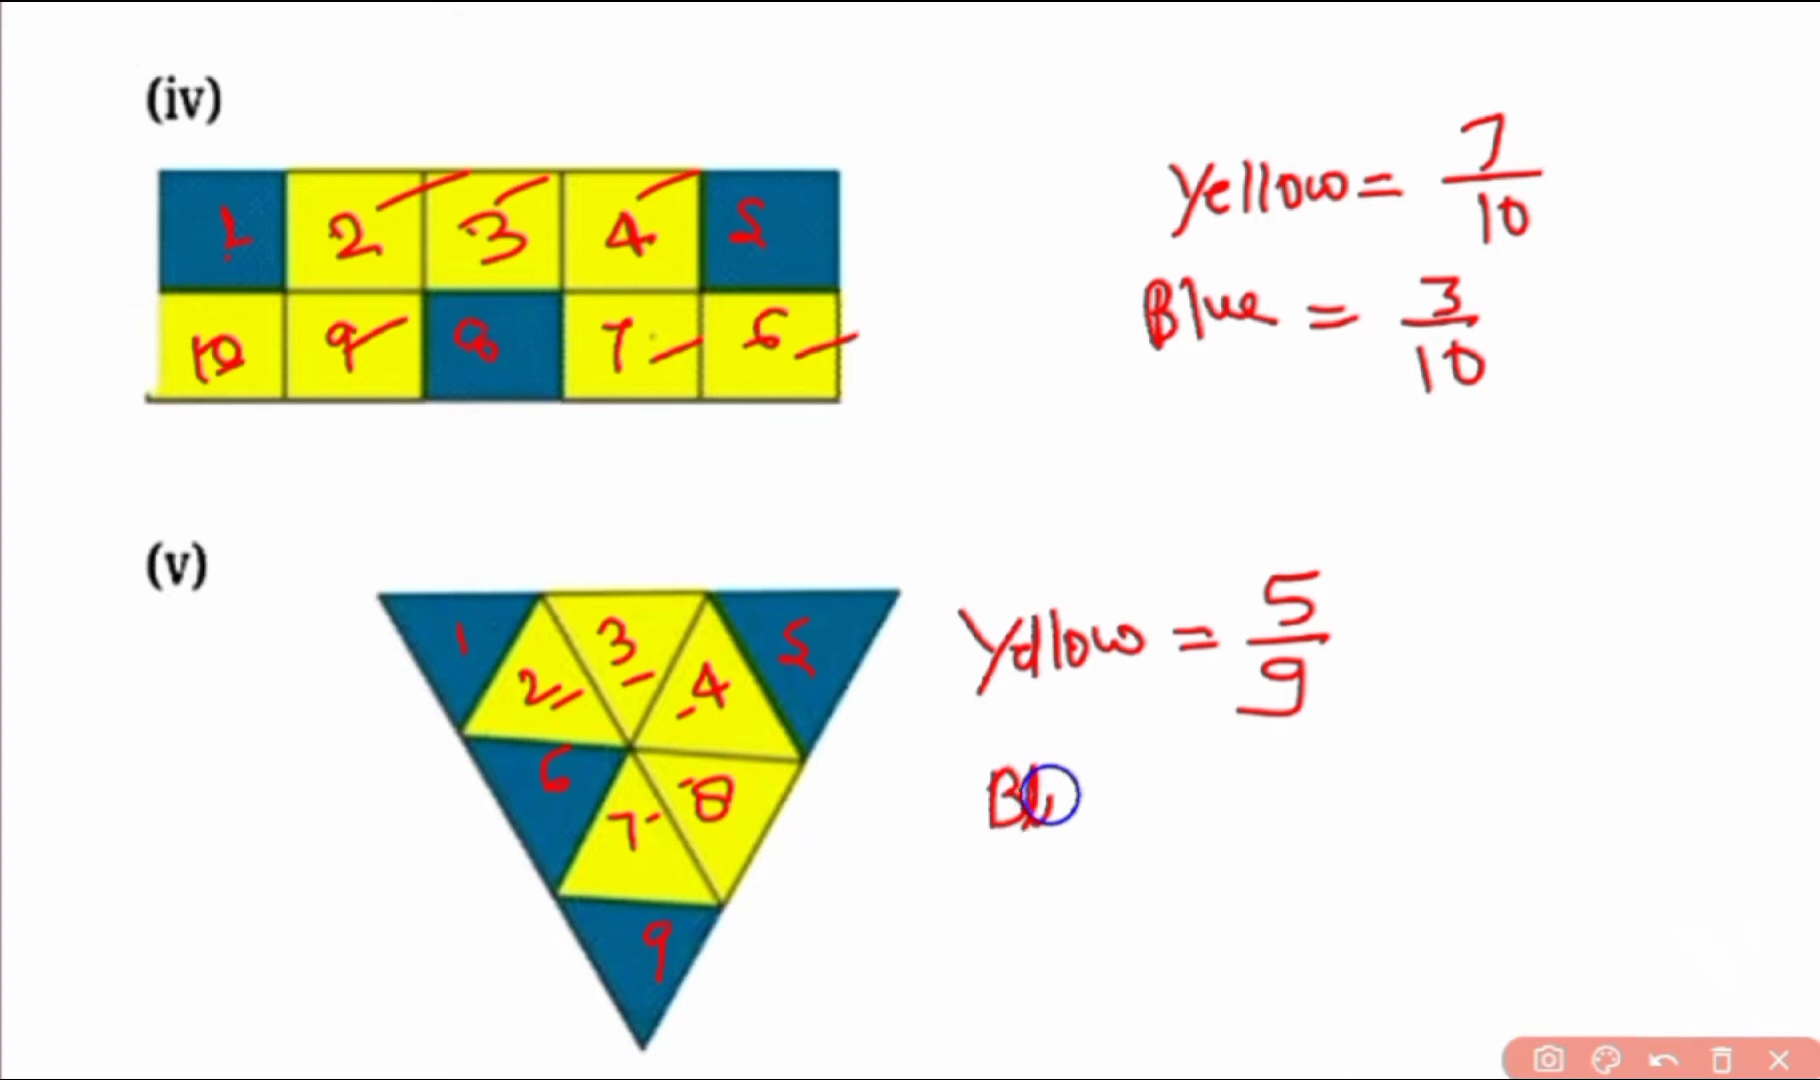 (iv)
1 2 3 4 5
10 9 8 7 6
Yellow = 7/10
Blue = 3/10
(v)
1 2 3 4 5
6 7 8
9
Yellow = 5/9
Bl